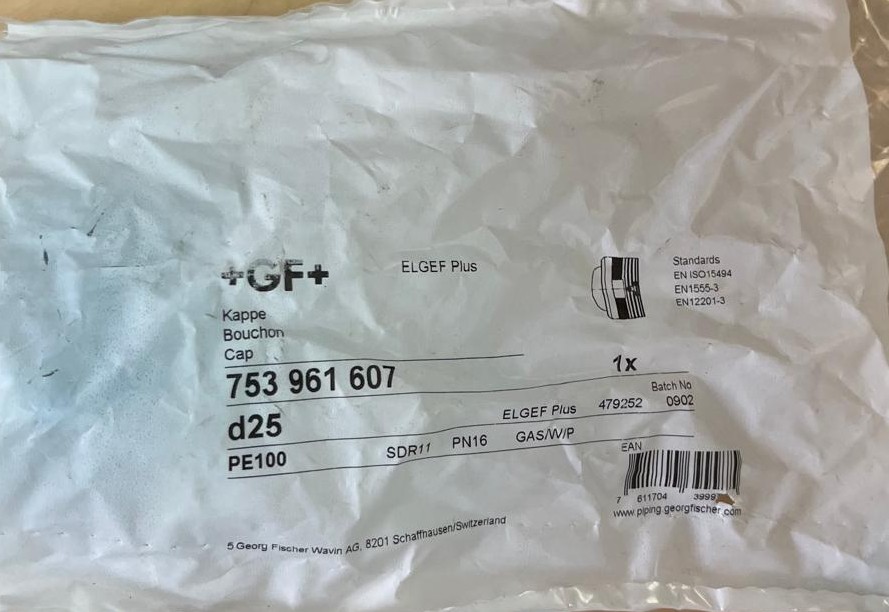 +GF+
ELGEF Plus
Standards
EN ISO15494
EN1555-3
EN12201-3
Kappe
Bouchon
Cap
1x
753 961 607
Batch No
d25
ELGEF Plus 479252 0902
PE100 SDR11 PN16 GAS/W/P
EAN
7 611704 3999
www.piping.georgfischer.com
5 Georg Fischer Wavin AG, 8201 Schaffhausen/Switzerland